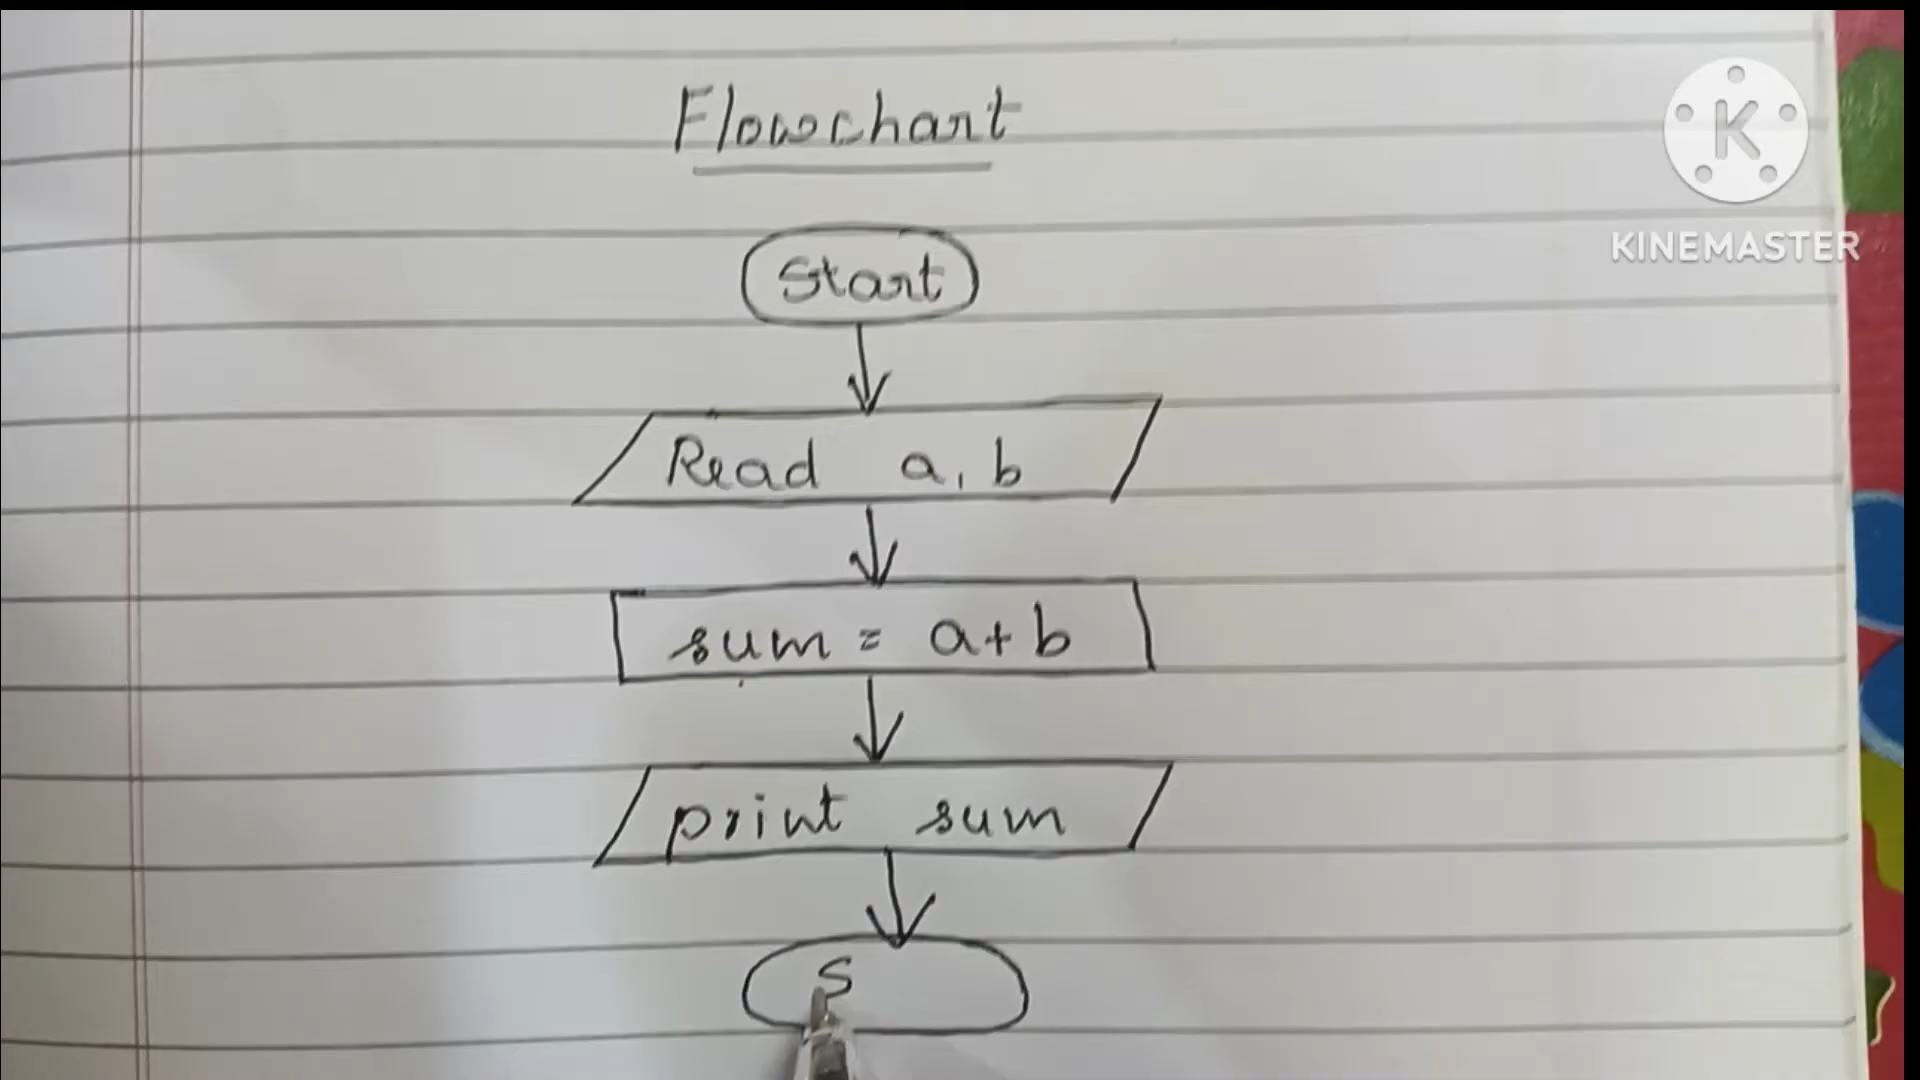 Flowchart
K
KINEMASTER
Start
Read a, b
sum = a+b
print sum
S